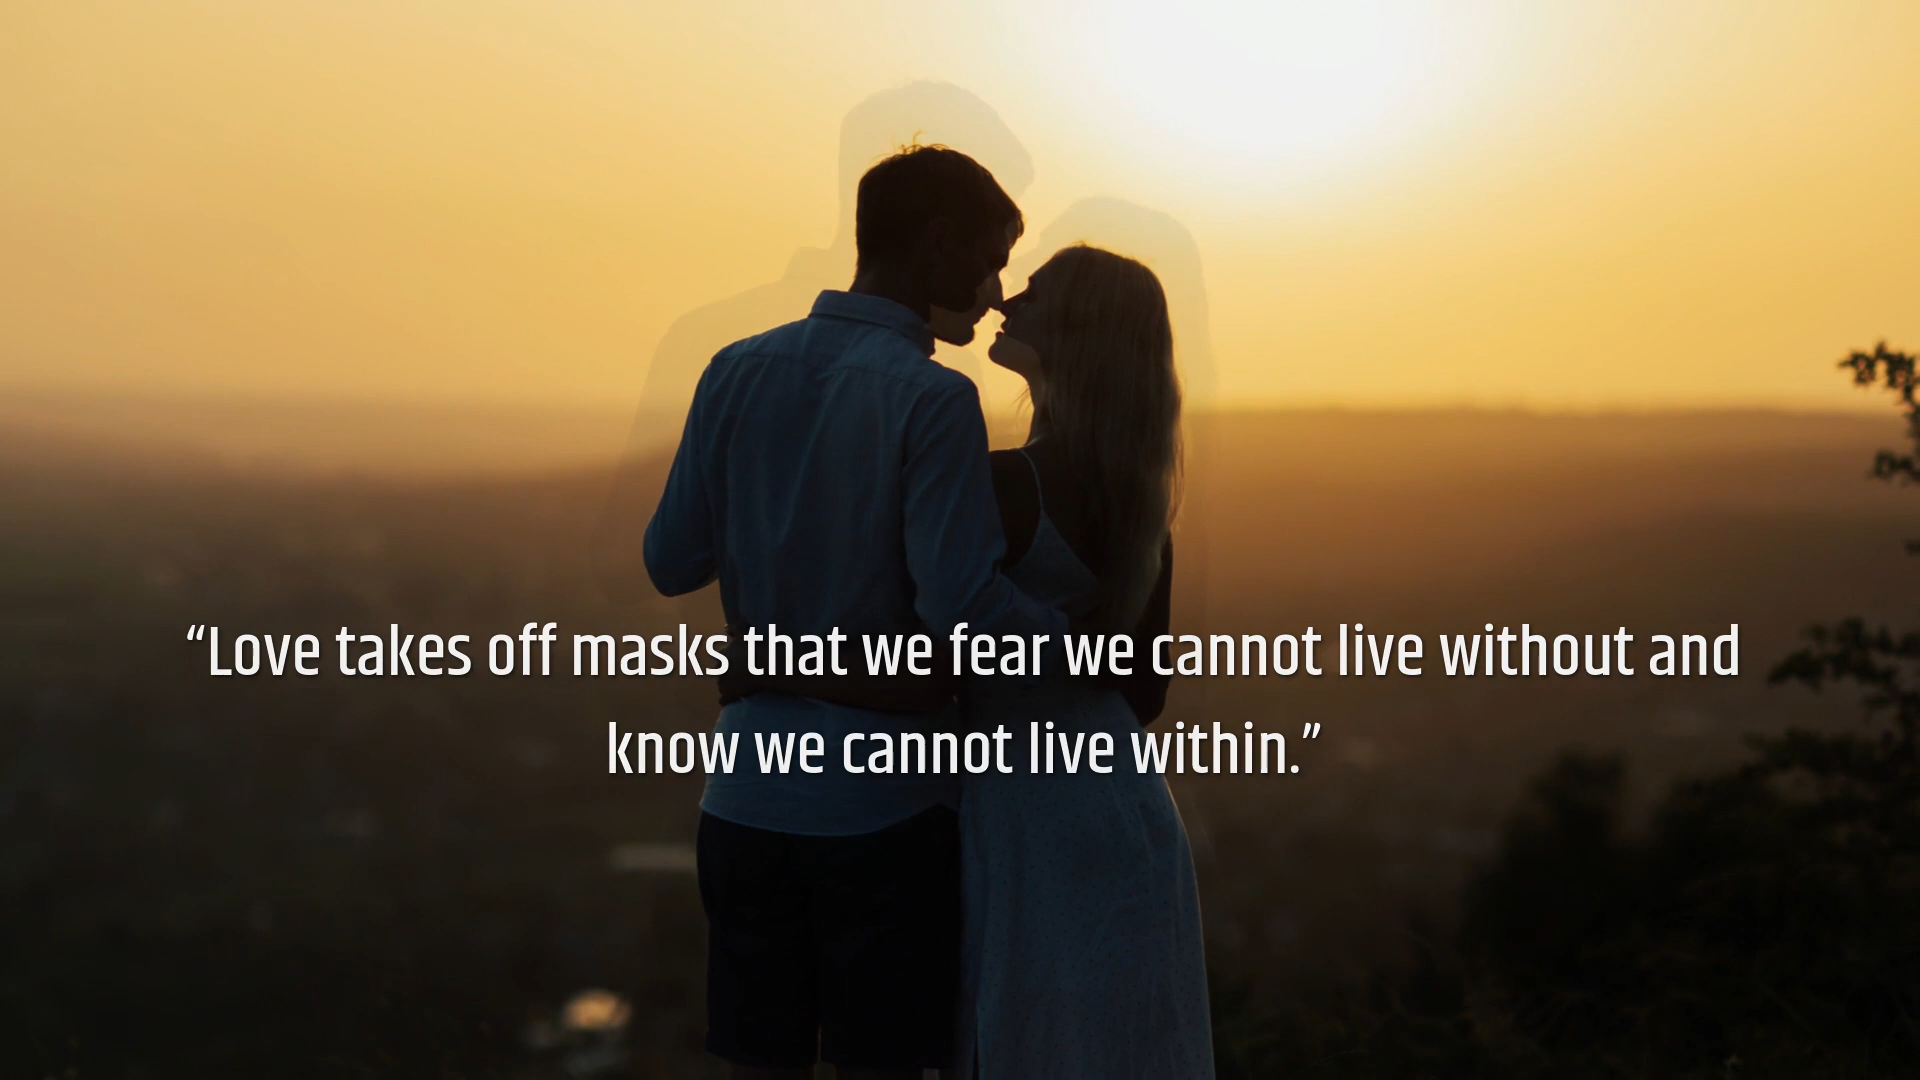 “Love takes off masks that we fear we cannot live without and
know we cannot live within.”